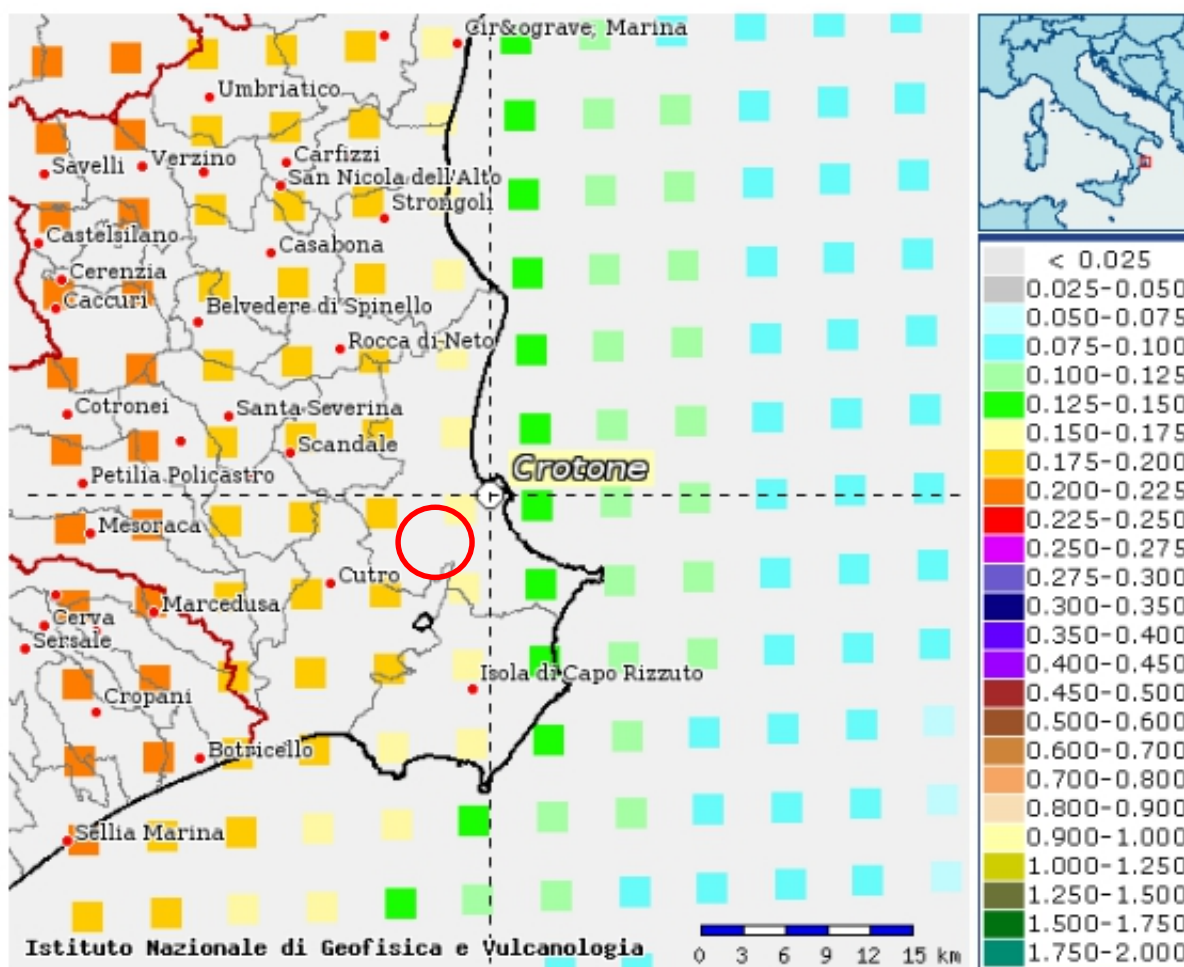 Gir&ograve; Marina
Umbriatico
Savelli
Verzino
Carfizzi
San Nicola dell'Alto
Strongoli
Castelsilano
Casabona
Cerenzia
Caccuri
Belvedere di Spinello
Rocca di Neto
Cotronei
Santa Severina
Scandale
Petilia Policastro
Crotone
Mesoraca
Cutro
Marcedusa
Cerva
Sersale
Isola di Capo Rizzuto
Cropani
Botricello
Sellia Marina
Istituto Nazionale di Geofisica e Vulcanologia
0 3 6 9 12 15 km
< 0.025
0.025-0.050
0.050-0.075
0.075-0.100
0.100-0.125
0.125-0.150
0.150-0.175
0.175-0.200
0.200-0.225
0.225-0.250
0.250-0.275
0.275-0.300
0.300-0.350
0.350-0.400
0.400-0.450
0.450-0.500
0.500-0.600
0.600-0.700
0.700-0.800
0.800-0.900
0.900-1.000
1.000-1.250
1.250-1.500
1.500-1.750
1.750-2.000